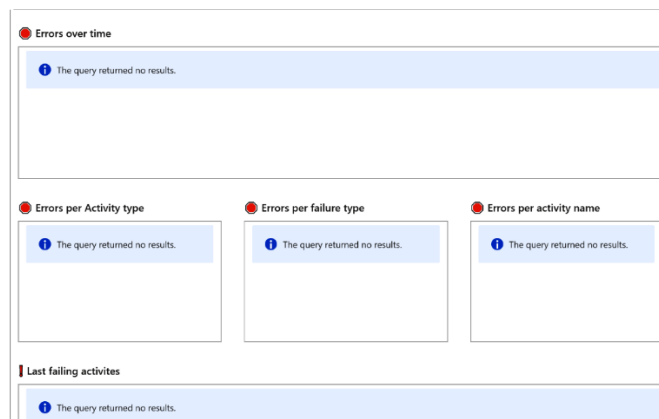 Errors over time
The query returned no results.
Errors per Activity type
Errors per failure type
Errors per activity name
The query returned no results.
The query returned no results.
The query returned no results.
Last failing activites
The query returned no results.